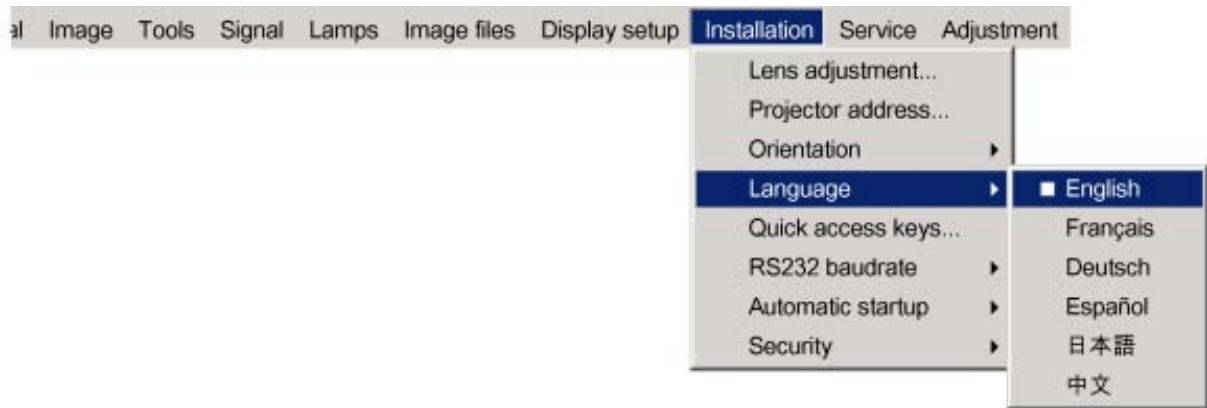 al Image Tools Signal Lamps Image files Display setup Installation Service Adjustment
Lens adjustment...
Projector address...
Orientation
Language
Quick access keys...
RS232 baudrate
Automatic startup
Security
English
Français
Deutsch
Español
日本語
中文